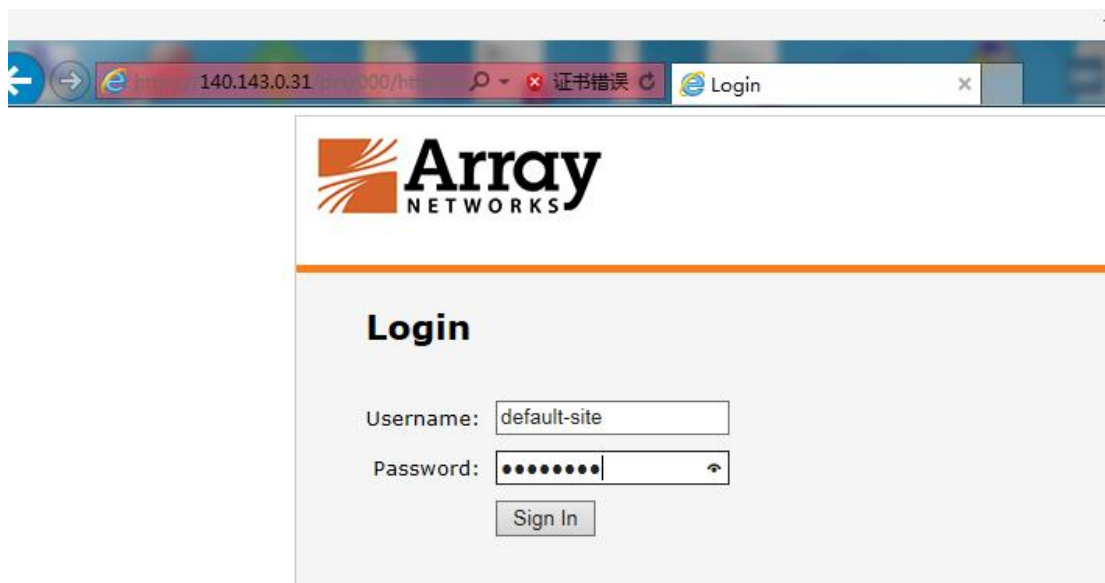 140.143.0.31 证书错误 Login
Array
NETWORKS
Login
Username: default-site
Password: ••••••••
Sign In